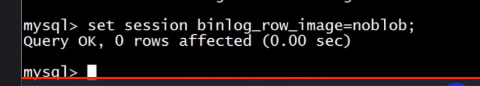 mysql> set session binlog_row_image=noblob;
Query OK, 0 rows affected (0.00 sec)
mysql>